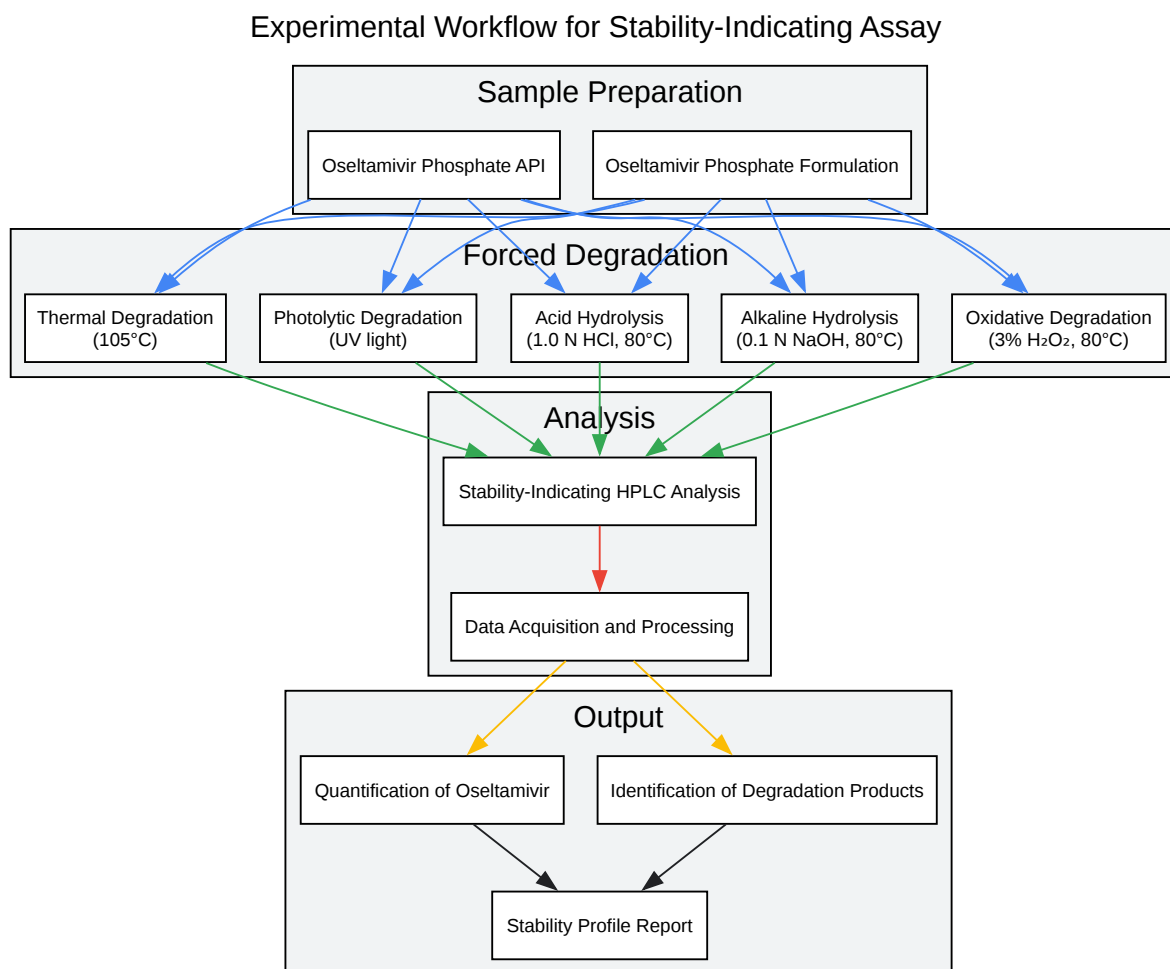 Experimental Workflow for Stability-Indicating Assay
Sample Preparation
Oseltamivir Phosphate API
Oseltamivir Phosphate Formulation
Forced Degradation
Thermal Degradation
(105°C)
Photolytic Degradation
(UV light)
Acid Hydrolysis
(1.0 N HCl, 80°C)
Alkaline Hydrolysis
(0.1 N NaOH, 80°C)
Oxidative Degradation
(3% H₂O₂, 80°C)
Analysis
Stability-Indicating HPLC Analysis
Data Acquisition and Processing
Output
Quantification of Oseltamivir
Identification of Degradation Products
Stability Profile Report